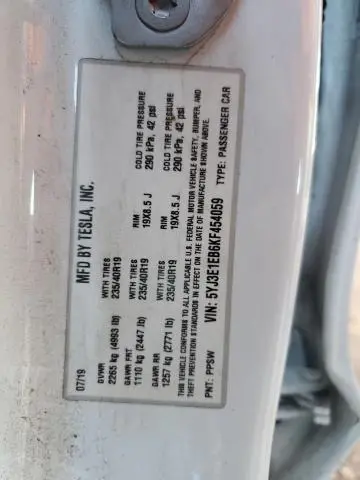 MFD BY TESLA, INC.
07/19
GVWR
2265 kg (4993 lb)
WITH TIRES
235/40R19
RIM
19X8.5 J
COLD TIRE PRESSURE
290 kPa, 42 psi
GAWR FRT
1110 kg (2447 lb)
WITH TIRES
235/40R19
RIM
19X8.5 J
COLD TIRE PRESSURE
290 kPa, 42 psi
GAWR RR
1257 kg (2771 lb)
WITH TIRES
235/40R19
THIS VEHICLE CONFORMS TO ALL APPLICABLE U.S. FEDERAL MOTOR VEHICLE SAFETY, BUMPER, AND
THEFT PREVENTION STANDARDS IN EFFECT ON THE DATE OF MANUFACTURE SHOWN ABOVE.
VIN: 5YJ3E1EB6KF454059
TYPE: PASSENGER CAR
PNT: PPSW